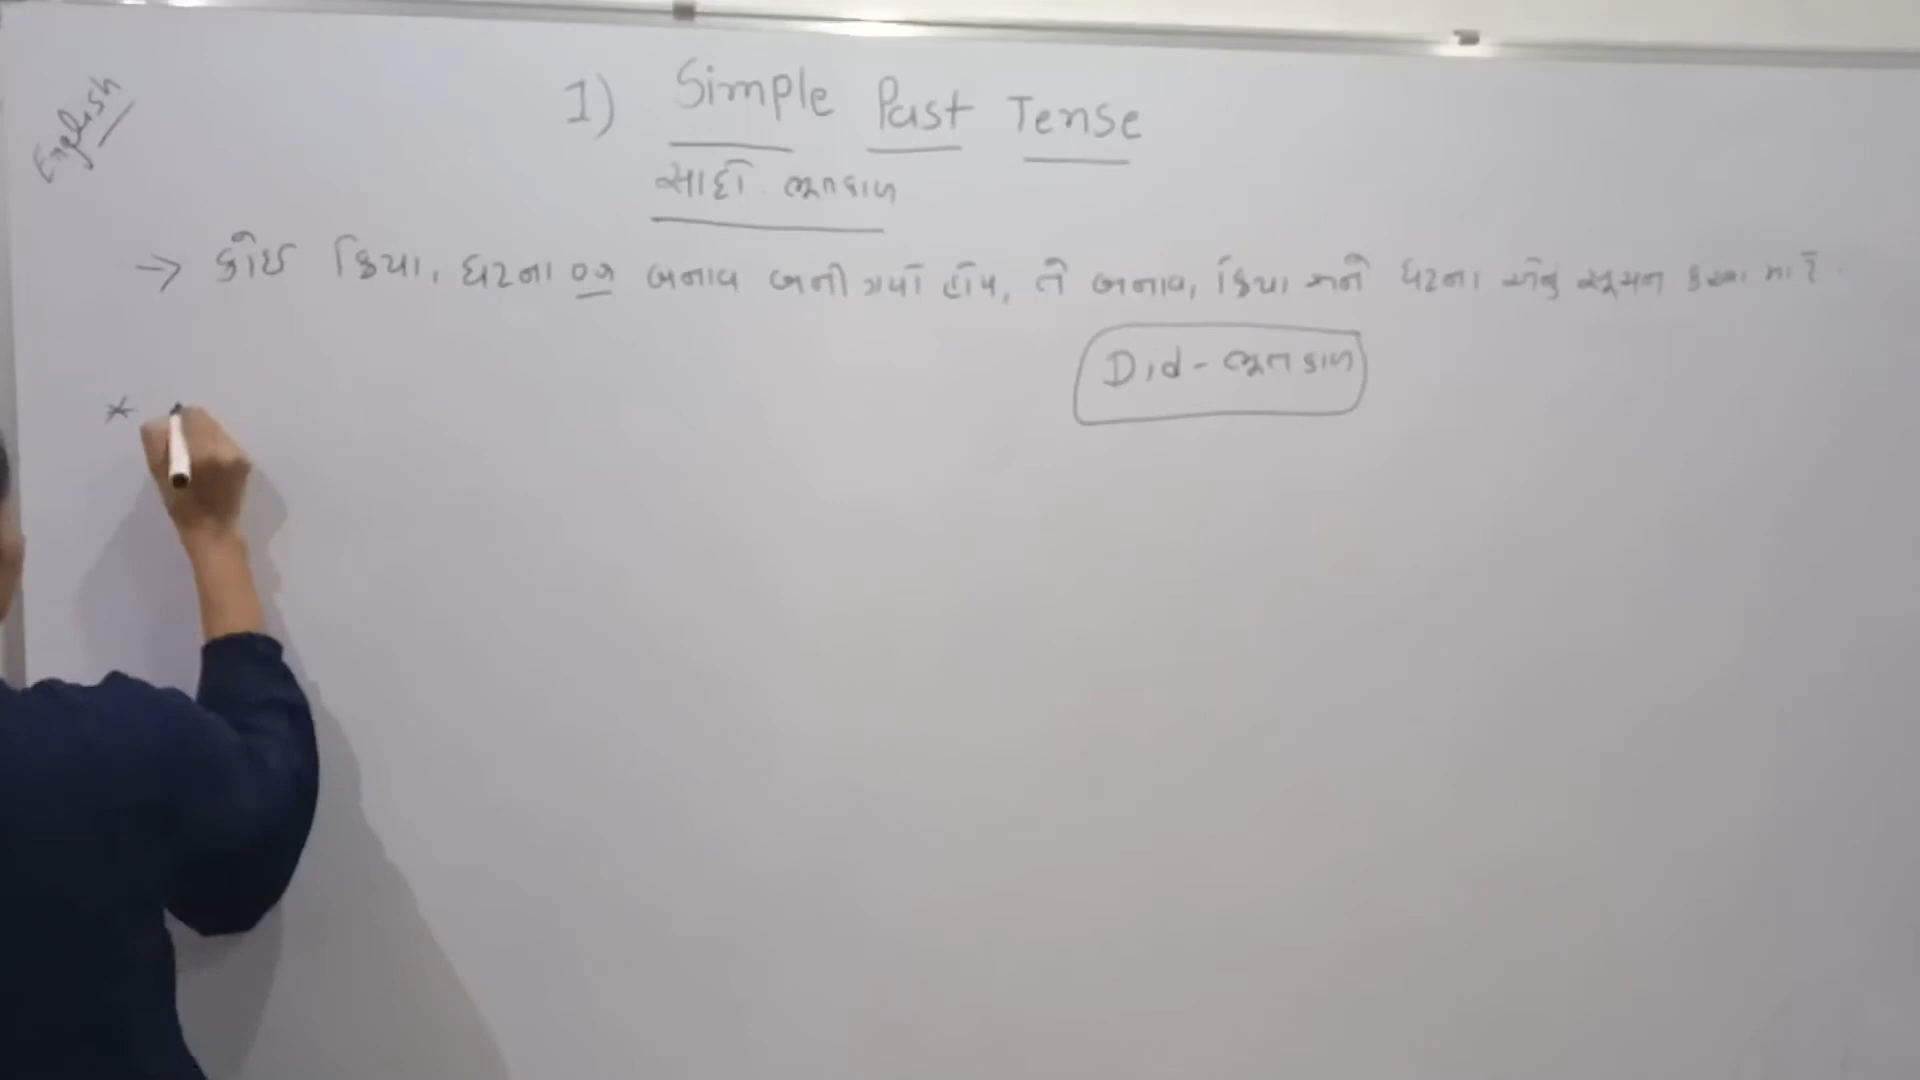 English
1) Simple Past Tense
સાદો ભૂતકાળ
→ કોઈ ક્રિયા, ઘટના બનાવ બની ગયો હોય, તે બનાવ, ક્રિયા અને ઘટના સૂચન કરવા માટે.
Did - ભૂતકાળ
*